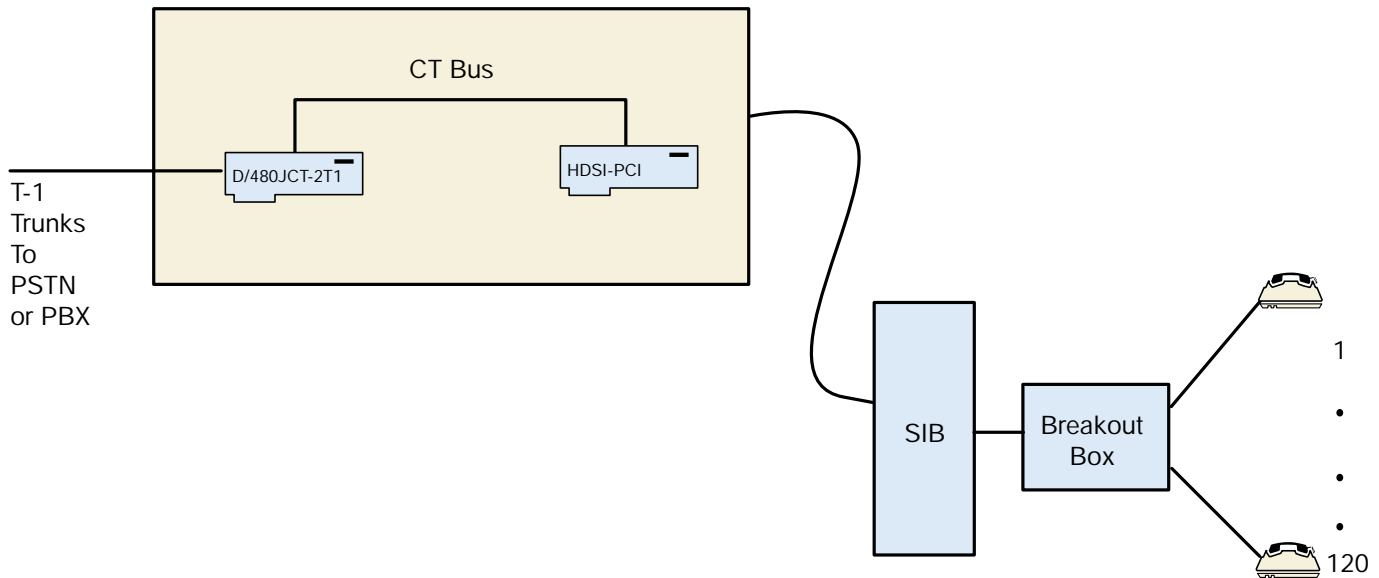 CT Bus
D/480JCT-2T1
HDSI-PCI
T-1
Trunks
To
PSTN
or PBX
SIB
Breakout
Box
1
120